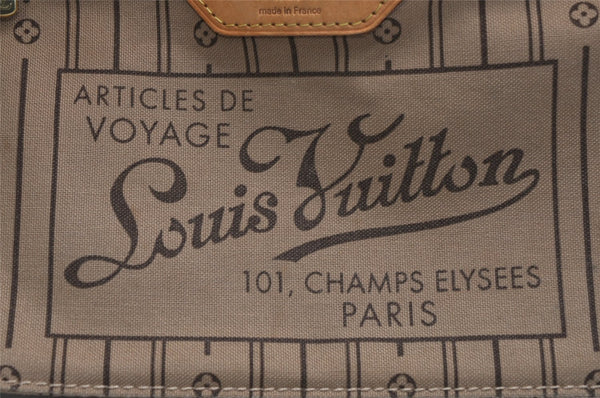 made in France
ARTICLES DE
VOYAGE
Louis Vuitton
101, CHAMPS ELYSEES
PARIS